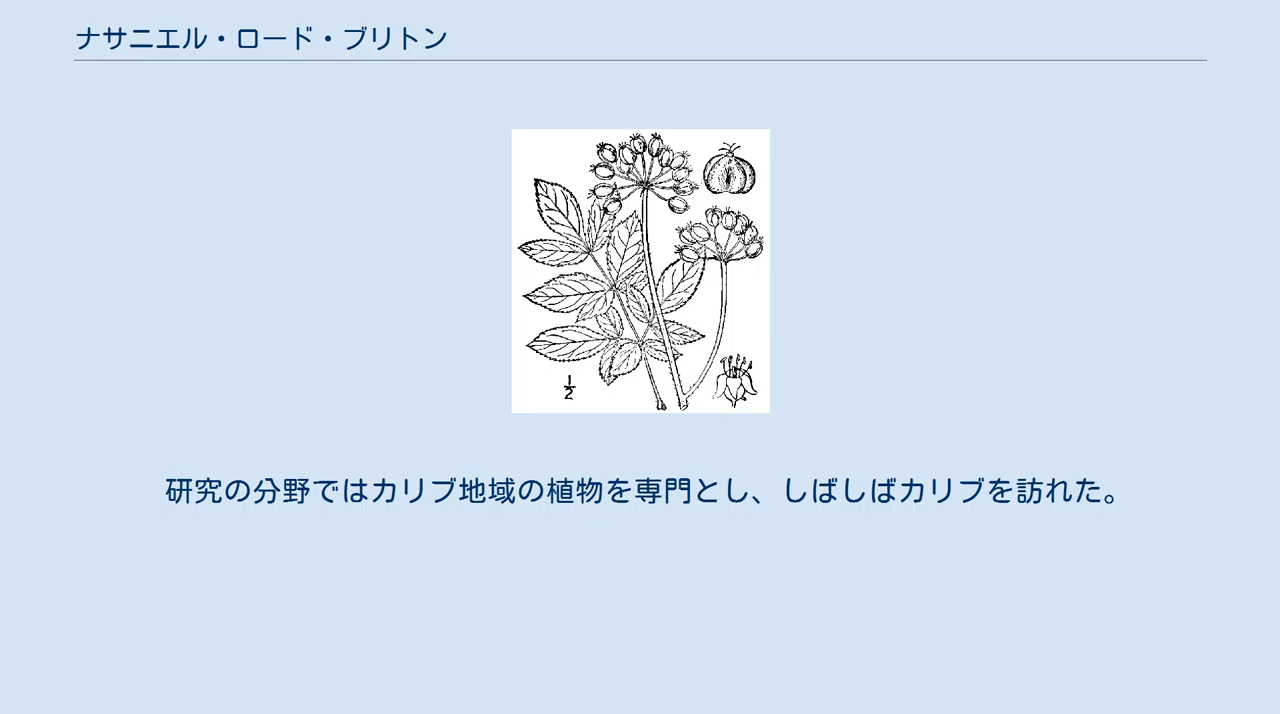 ナサニエル・ロード・ブリトン
1/2
研究の分野ではカリブ地域の植物を専門とし、しばしばカリブを訪れた。